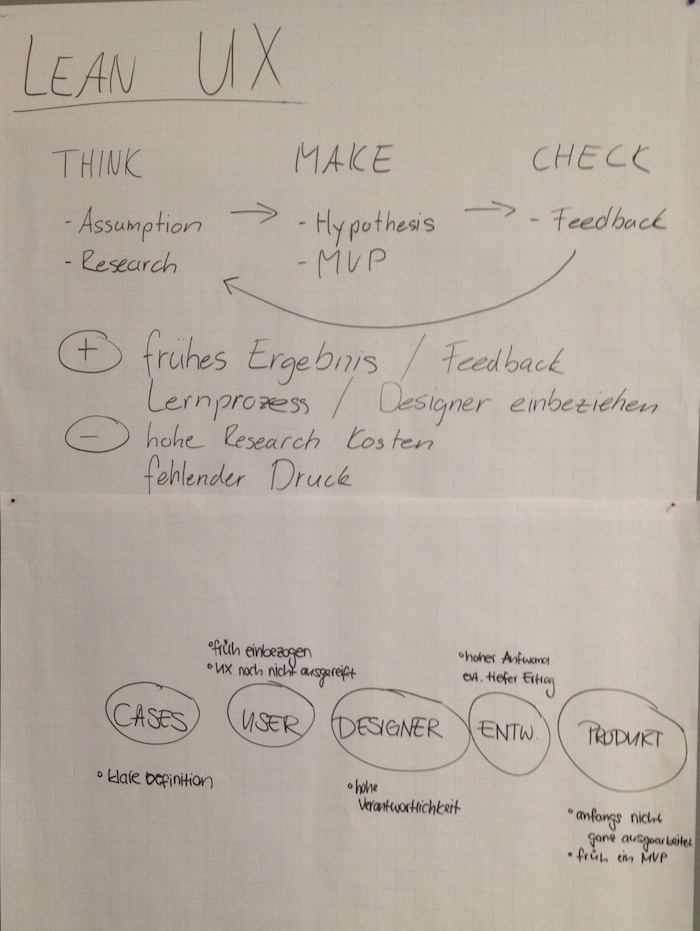 LEAN UX
THINK MAKE CHECK
- Assumption → - Hypothesis → - Feedback
- Research - MVP
+ frühes Ergebnis / Feedback
Lernprozess / Designer einbeziehen
- hohe Research Kosten
fehlender Druck
°früh einbezogen
°UX noch nicht ausgereift
°hoher Aufwand
evt. tiefer Ertrag
CASES USER DESIGNER ENTW. PRODUKT
° klare Definition
°hohe
Verantwortlichkeit
°anfangs nicht
ganz ausgearbeitet
• früh ein MVP